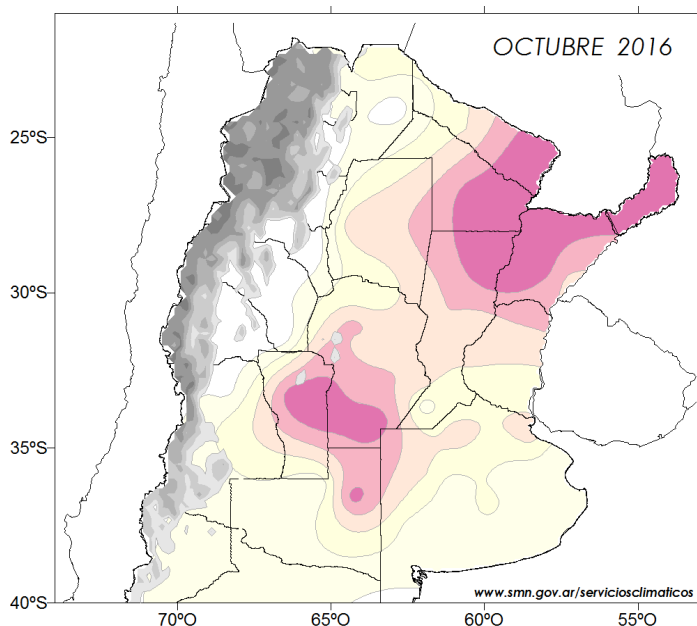 OCTUBRE 2016
25ºS
30ºS
35ºS
40ºS
70ºO
65ºO
60ºO
55ºO
www.smn.gov.ar/serviciosclimaticos